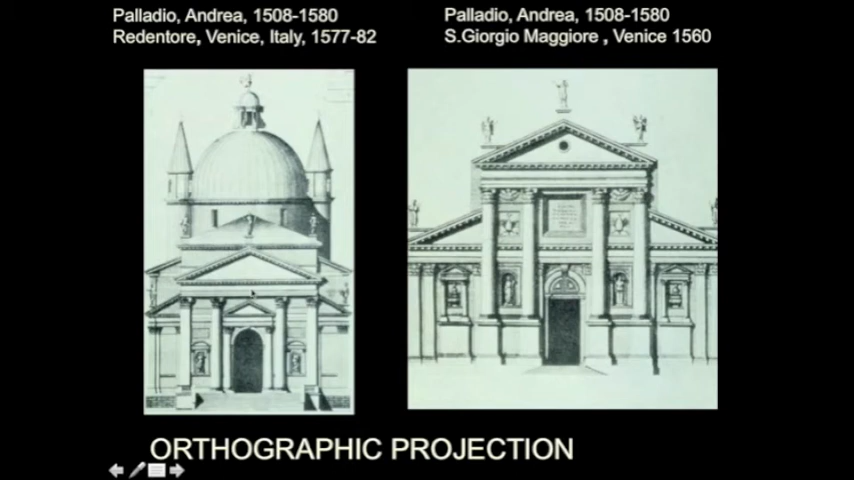 Palladio, Andrea, 1508-1580
Redentore, Venice, Italy, 1577-82
Palladio, Andrea, 1508-1580
S.Giorgio Maggiore , Venice 1560
ORTHOGRAPHIC PROJECTION